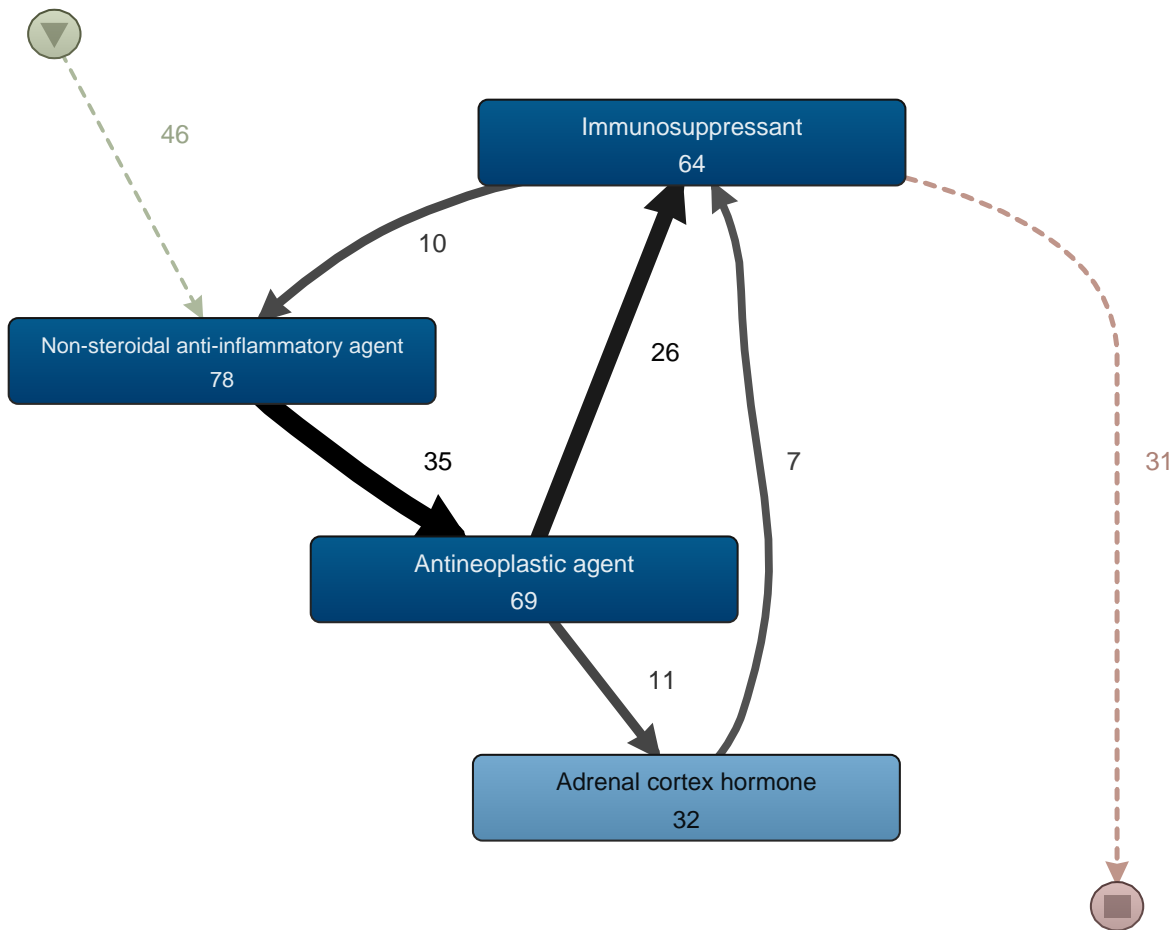 46
Immunosuppressant
64
10
Non-steroidal anti-inflammatory agent
78
26
35
7
31
Antineoplastic agent
69
11
Adrenal cortex hormone
32